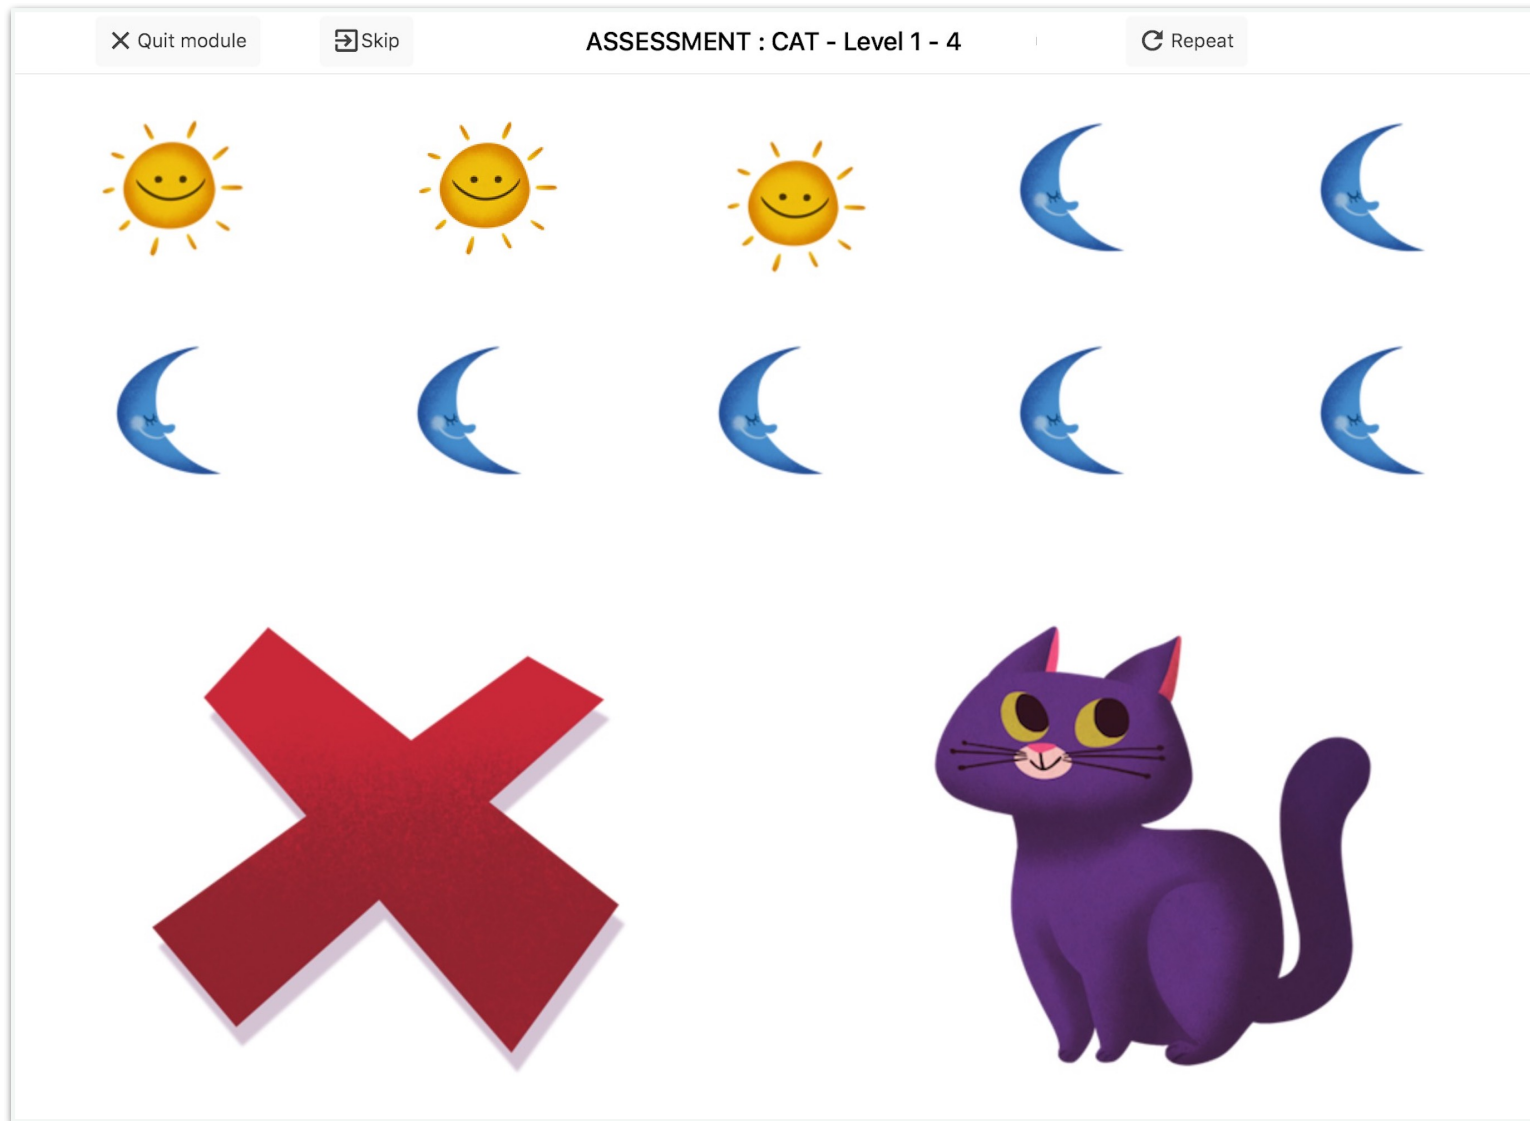 Quit module
Skip
ASSESSMENT : CAT - Level 1 - 4
Repeat